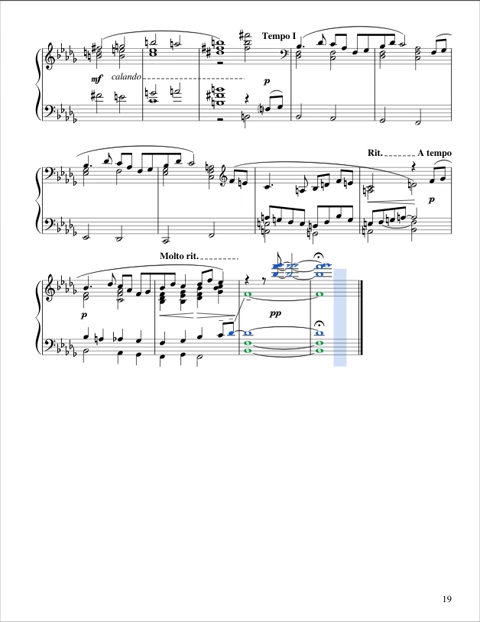 Tempo I
mf calando p
Rit. A tempo
p
Molto rit.
p pp
19